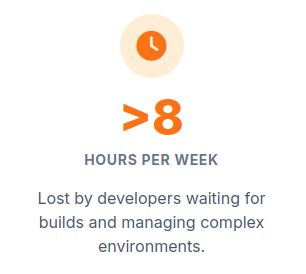 >8
HOURS PER WEEK
Lost by developers waiting for
builds and managing complex
environments.